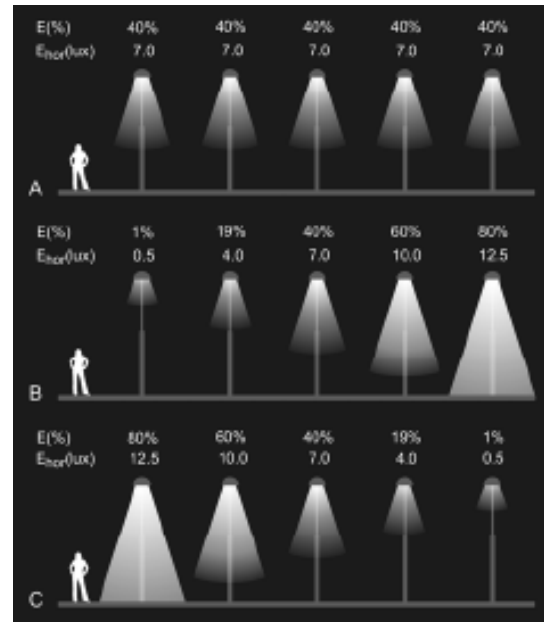 E(%) 40% 40% 40% 40% 40%
Ehor(lux) 7.0 7.0 7.0 7.0 7.0
A
E(%) 1% 19% 40% 60% 80%
Ehor(lux) 0.5 4.0 7.0 10.0 12.5
B
E(%) 80% 60% 40% 19% 1%
Ehor(lux) 12.5 10.0 7.0 4.0 0.5
C